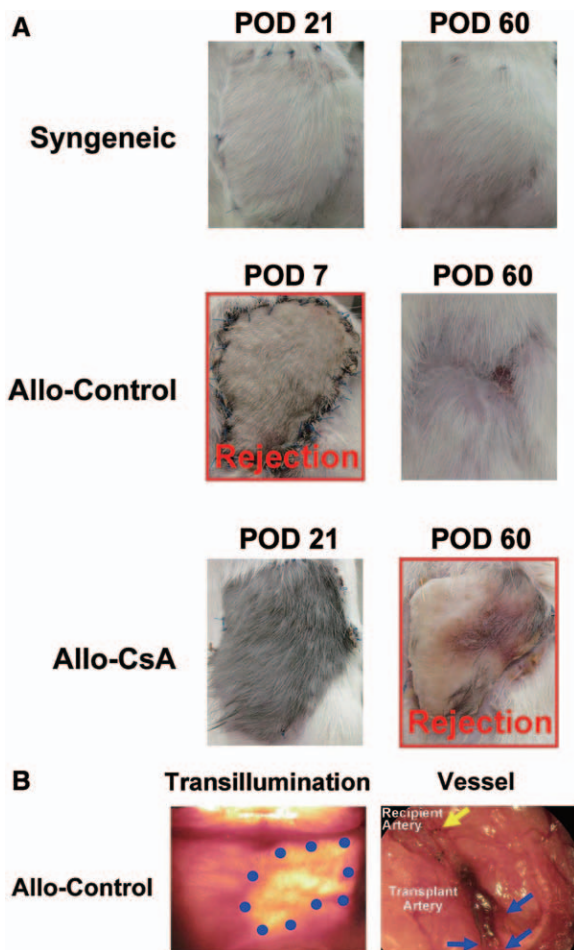 A
POD 21 POD 60
Syngeneic
POD 7 POD 60
Allo-Control
Rejection
POD 21 POD 60
Allo-CsA
Rejection
B
Transillumination Vessel
Allo-Control
Recipient
Artery
Transplant
Artery